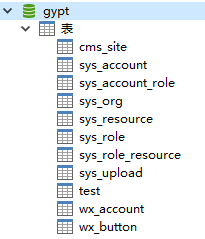 gypt
表
cms_site
sys_account
sys_account_role
sys_org
sys_resource
sys_role
sys_role_resource
sys_upload
test
wx_account
wx_button